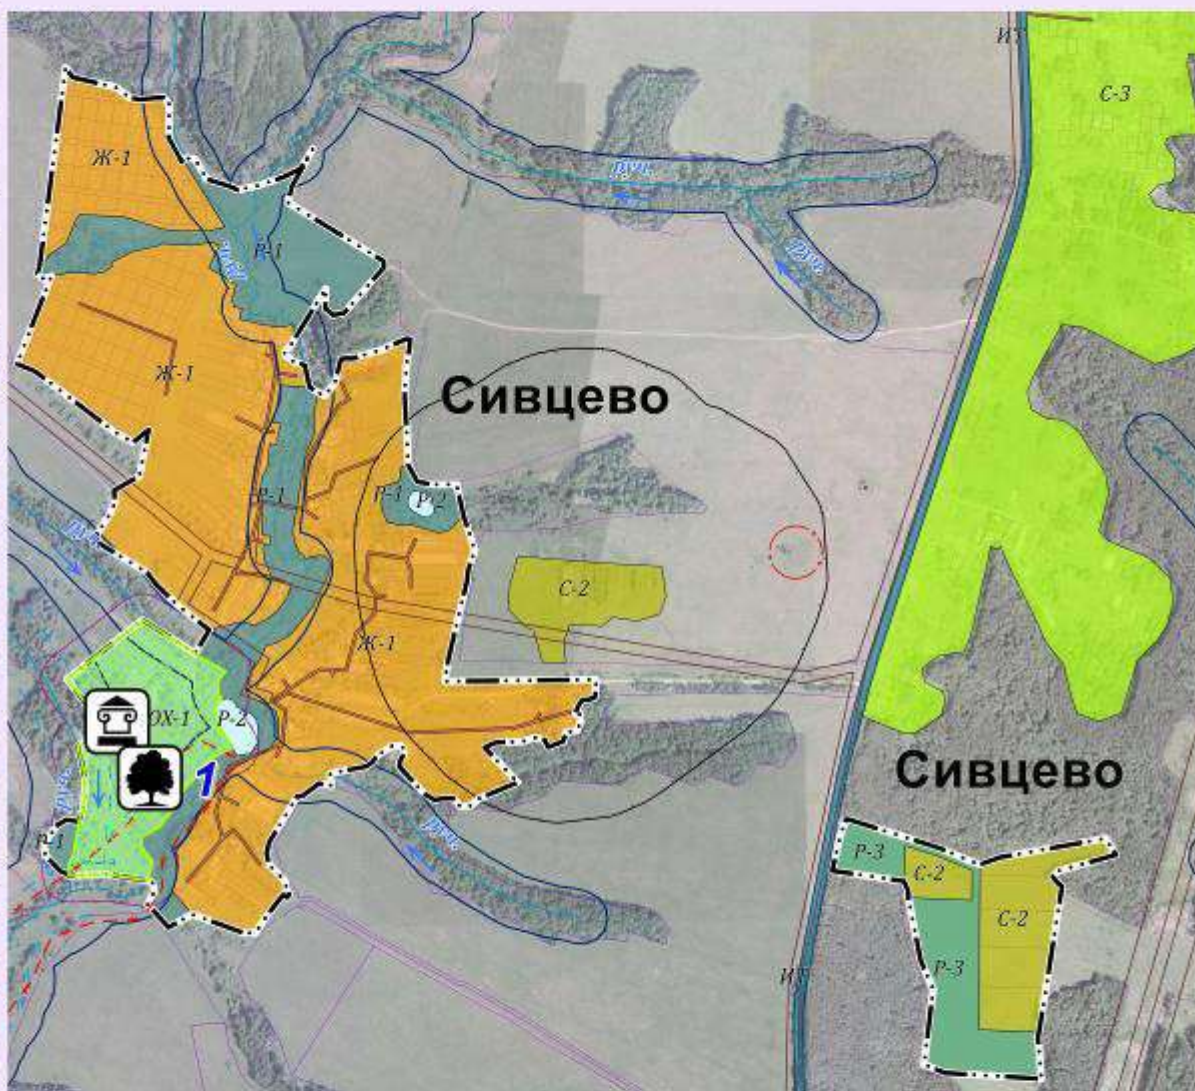 ИТ
С-3
Ж-1
Руч.
Р-1
Руч.
Руч.
Ж-1
Сивцево
Р-1
Р-1
Р-2
Руч.
С-2
Ж-1
ОХ-1
Р-2
Сивцево
1
Руч.
Р-1
Руч.
Р-3
С-2
С-2
Р-3
ИТ